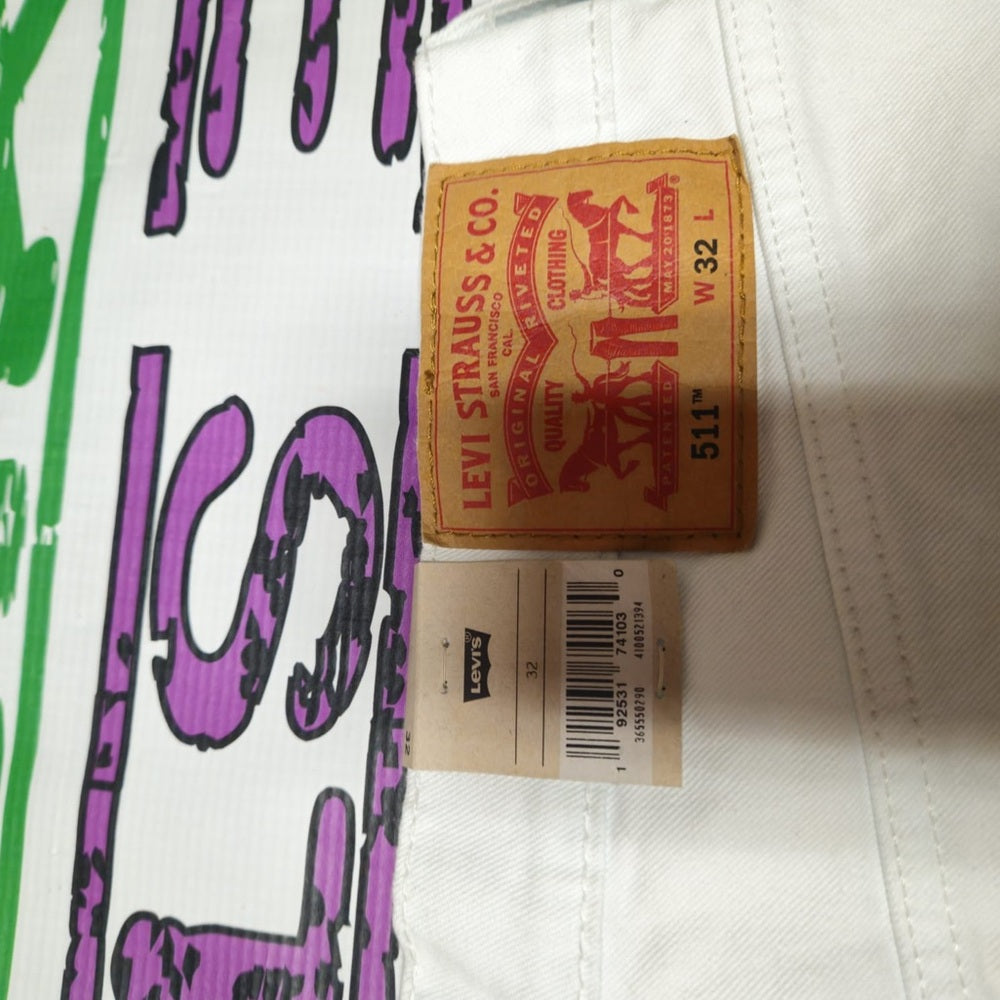 LEVI STRAUSS & CO.
SAN FRANCISCO
CAL.
ORIGINAL RIVETED
QUALITY CLOTHING
PATENTED MAY 20 1873 ®
511™ W 32 L
Levi's®
32
1 92531 74103 0
365550290 4100521394
32